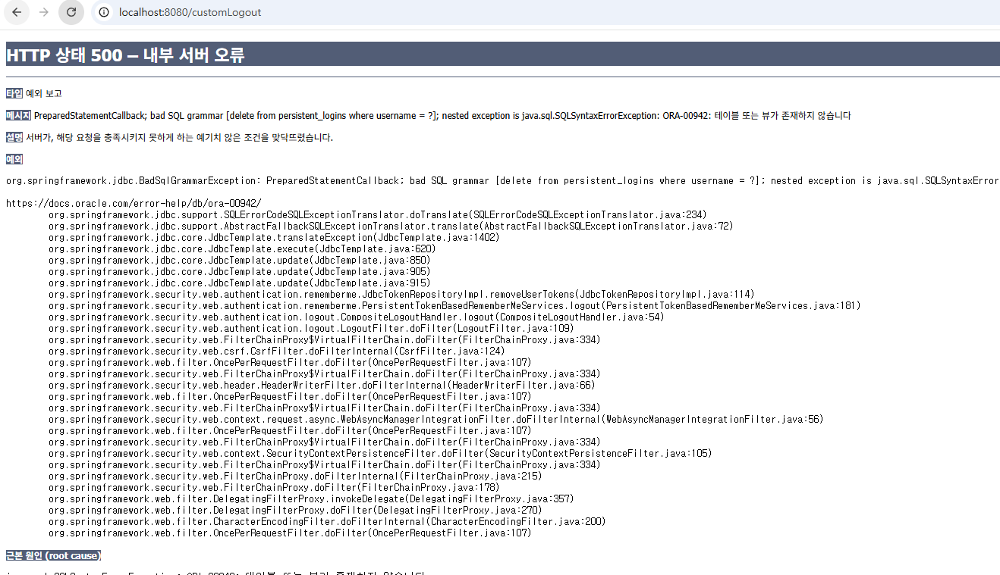 localhost:8080/customLogout
HTTP 상태 500 – 내부 서버 오류
타입 예외 보고
메시지 PreparedStatementCallback; bad SQL grammar [delete from persistent_logins where username = ?]; nested exception is java.sql.SQLSyntaxErrorException: ORA-00942: 테이블 또는 뷰가 존재하지 않습니다
설명 서버가, 해당 요청을 충족시키지 못하게 하는 예기치 않은 조건을 맞닥뜨렸습니다.
예외
org.springframework.jdbc.BadSqlGrammarException: PreparedStatementCallback; bad SQL grammar [delete from persistent_logins where username = ?]; nested exception is java.sql.SQLSyntaxError
https://docs.oracle.com/error-help/db/ora-00942/
org.springframework.jdbc.support.SQLErrorCodeSQLExceptionTranslator.doTranslate(SQLErrorCodeSQLExceptionTranslator.java:234)
org.springframework.jdbc.support.AbstractFallbackSQLExceptionTranslator.translate(AbstractFallbackSQLExceptionTranslator.java:72)
org.springframework.jdbc.core.JdbcTemplate.translateException(JdbcTemplate.java:1402)
org.springframework.jdbc.core.JdbcTemplate.execute(JdbcTemplate.java:620)
org.springframework.jdbc.core.JdbcTemplate.update(JdbcTemplate.java:850)
org.springframework.jdbc.core.JdbcTemplate.update(JdbcTemplate.java:905)
org.springframework.jdbc.core.JdbcTemplate.update(JdbcTemplate.java:915)
org.springframework.security.web.authentication.rememberme.JdbcTokenRepositoryImpl.removeUserTokens(JdbcTokenRepositoryImpl.java:114)
org.springframework.security.web.authentication.rememberme.PersistentTokenBasedRememberMeServices.logout(PersistentTokenBasedRememberMeServices.java:181)
org.springframework.security.web.authentication.logout.CompositeLogoutHandler.logout(CompositeLogoutHandler.java:54)
org.springframework.security.web.authentication.logout.LogoutFilter.doFilter(LogoutFilter.java:109)
org.springframework.security.web.FilterChainProxy$VirtualFilterChain.doFilter(FilterChainProxy.java:334)
org.springframework.security.web.csrf.CsrfFilter.doFilterInternal(CsrfFilter.java:124)
org.springframework.web.filter.OncePerRequestFilter.doFilter(OncePerRequestFilter.java:107)
org.springframework.security.web.FilterChainProxy$VirtualFilterChain.doFilter(FilterChainProxy.java:334)
org.springframework.security.web.header.HeaderWriterFilter.doFilterInternal(HeaderWriterFilter.java:66)
org.springframework.web.filter.OncePerRequestFilter.doFilter(OncePerRequestFilter.java:107)
org.springframework.security.web.FilterChainProxy$VirtualFilterChain.doFilter(FilterChainProxy.java:334)
org.springframework.security.web.context.request.async.WebAsyncManagerIntegrationFilter.doFilterInternal(WebAsyncManagerIntegrationFilter.java:56)
org.springframework.web.filter.OncePerRequestFilter.doFilter(OncePerRequestFilter.java:107)
org.springframework.security.web.FilterChainProxy$VirtualFilterChain.doFilter(FilterChainProxy.java:334)
org.springframework.security.web.context.SecurityContextPersistenceFilter.doFilter(SecurityContextPersistenceFilter.java:105)
org.springframework.security.web.FilterChainProxy$VirtualFilterChain.doFilter(FilterChainProxy.java:334)
org.springframework.security.web.FilterChainProxy.doFilterInternal(FilterChainProxy.java:215)
org.springframework.security.web.FilterChainProxy.doFilter(FilterChainProxy.java:178)
org.springframework.web.filter.DelegatingFilterProxy.invokeDelegate(DelegatingFilterProxy.java:357)
org.springframework.web.filter.DelegatingFilterProxy.doFilter(DelegatingFilterProxy.java:270)
org.springframework.web.filter.CharacterEncodingFilter.doFilterInternal(CharacterEncodingFilter.java:200)
org.springframework.web.filter.OncePerRequestFilter.doFilter(OncePerRequestFilter.java:107)
근본 원인 (root cause)